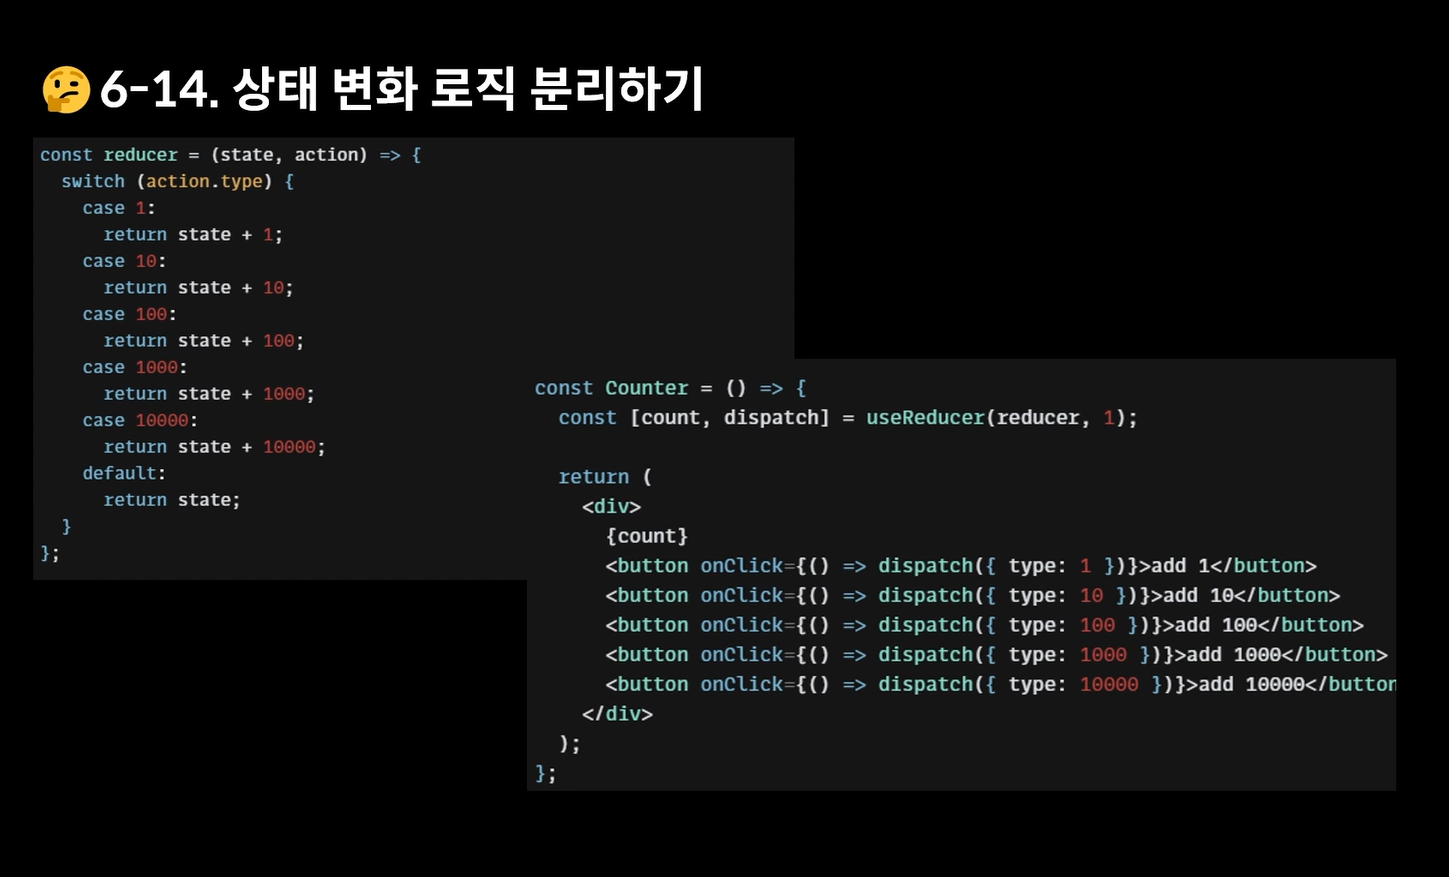 🤔6-14. 상태 변화 로직 분리하기
const reducer = (state, action) => {
  switch (action.type) {
    case 1:
      return state + 1;
    case 10:
      return state + 10;
    case 100:
      return state + 100;
    case 1000:
      return state + 1000;
    case 10000:
      return state + 10000;
    default:
      return state;
  }
};
const Counter = () => {
  const [count, dispatch] = useReducer(reducer, 1);
  return (
    <div>
      {count}
      <button onClick={() => dispatch({ type: 1 })}>add 1</button>
      <button onClick={() => dispatch({ type: 10 })}>add 10</button>
      <button onClick={() => dispatch({ type: 100 })}>add 100</button>
      <button onClick={() => dispatch({ type: 1000 })}>add 1000</button>
      <button onClick={() => dispatch({ type: 10000 })}>add 10000</button
    </div>
  );
};